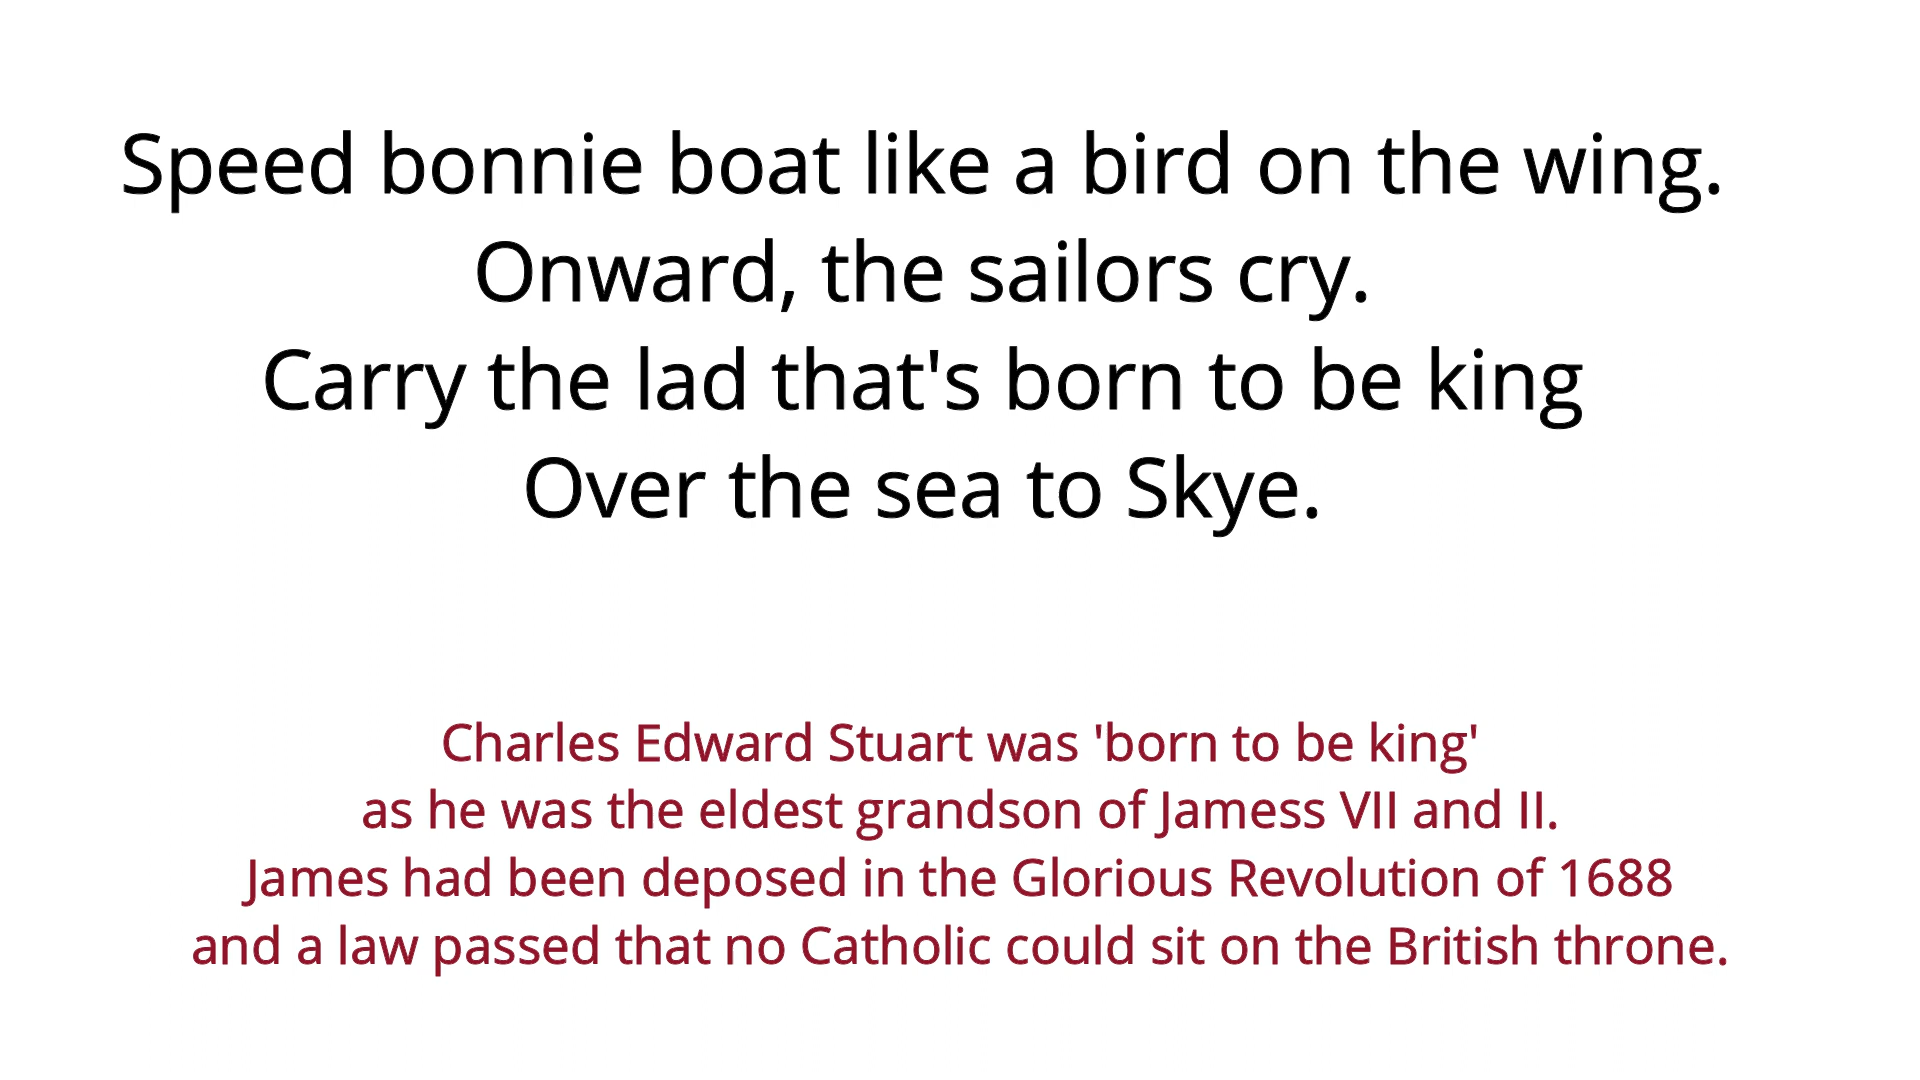 Speed bonnie boat like a bird on the wing.
Onward, the sailors cry.
Carry the lad that's born to be king
Over the sea to Skye.
Charles Edward Stuart was 'born to be king'
as he was the eldest grandson of Jamess VII and II.
James had been deposed in the Glorious Revolution of 1688
and a law passed that no Catholic could sit on the British throne.